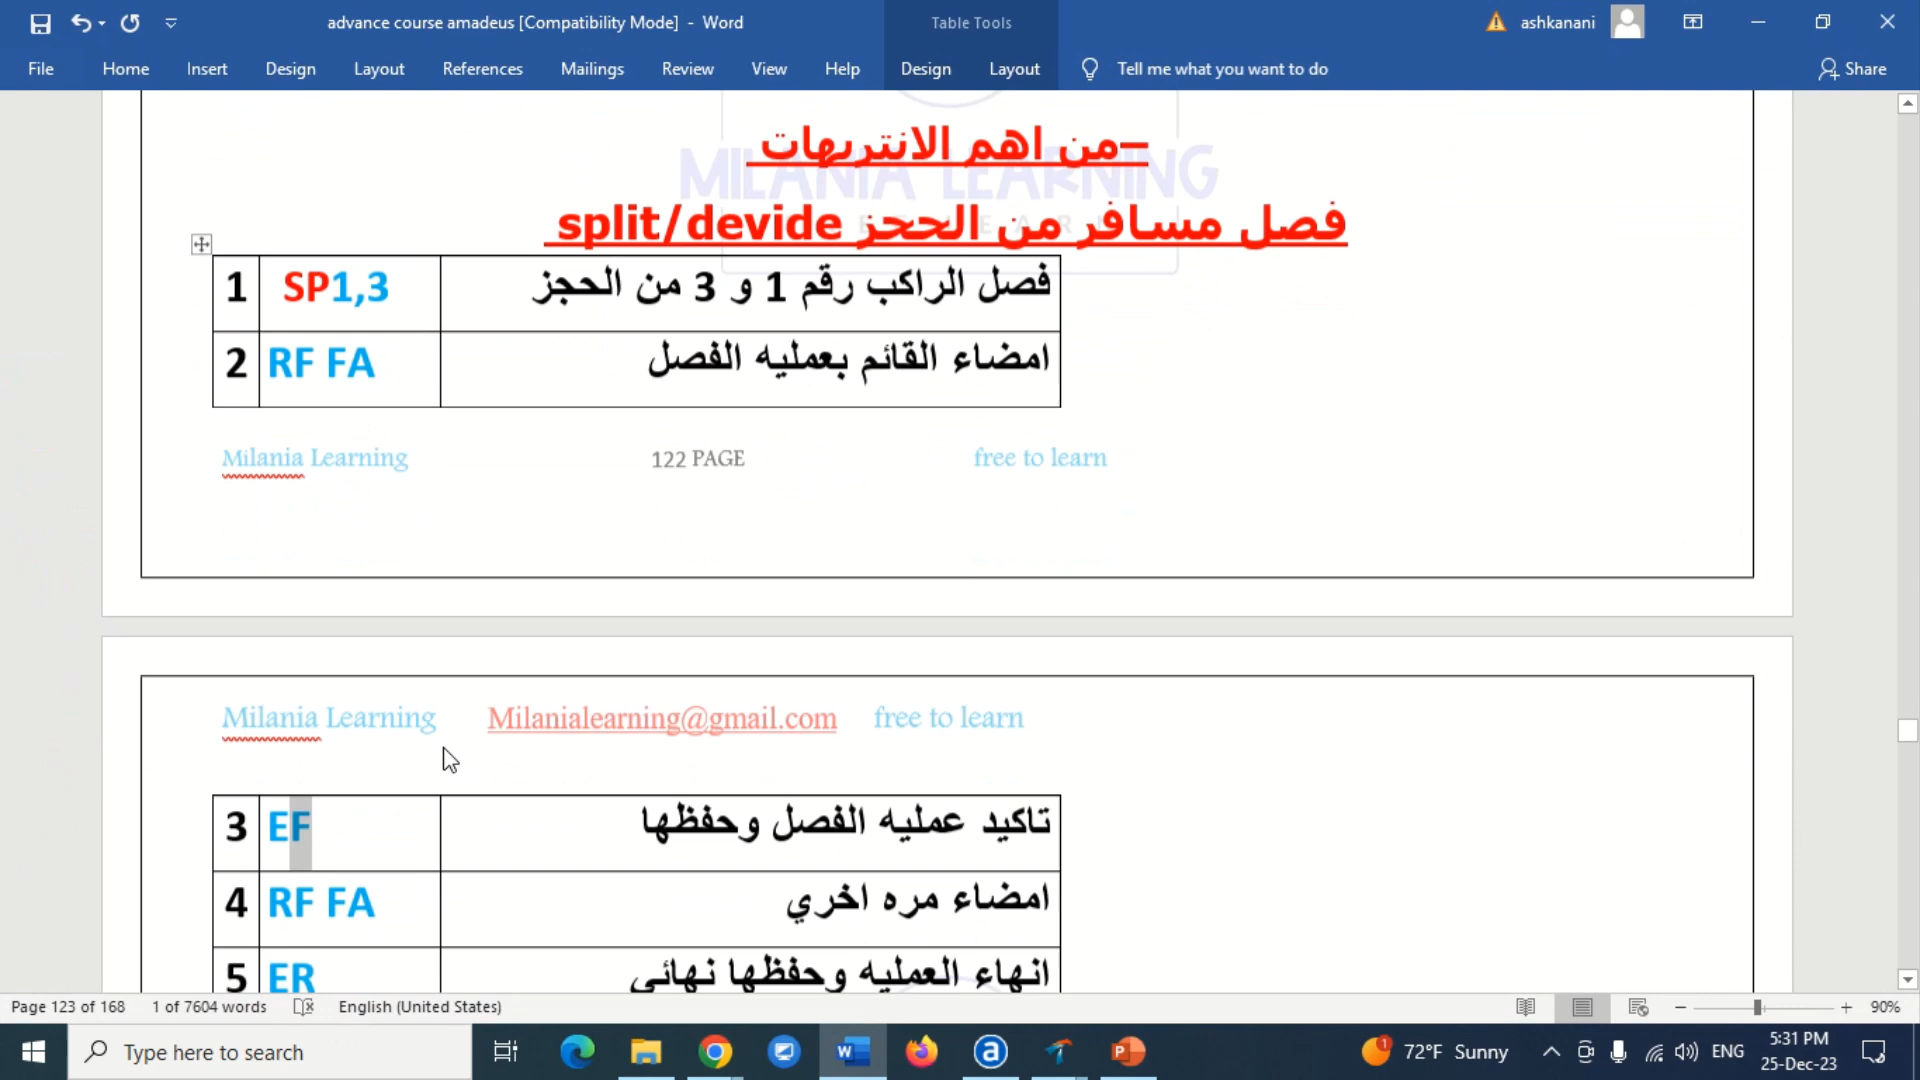 advance course amadeus [Compatibility Mode] - Word
Table Tools
ashkanani
File Home Insert Design Layout References Mailings Review View Help Design Layout Tell me what you want to do Share
MILANIA LEARNING
–من اهم الانتريهات
فصل مسافر من الحجز split/devide
1 SP1,3 فصل الراكب رقم 1 و 3 من الحجز
2 RF FA امضاء القائم بعمليه الفصل
Milania Learning 122 PAGE free to learn
Milania Learning Milanialearning@gmail.com free to learn
3 EF تاكيد عمليه الفصل وحفظها
4 RF FA امضاء مره اخري
5 ER انهاء العمليه وحفظها نهائي
Page 123 of 168 1 of 7604 words English (United States) 90%
Type here to search
72°F Sunny
ENG
5:31 PM
25-Dec-23